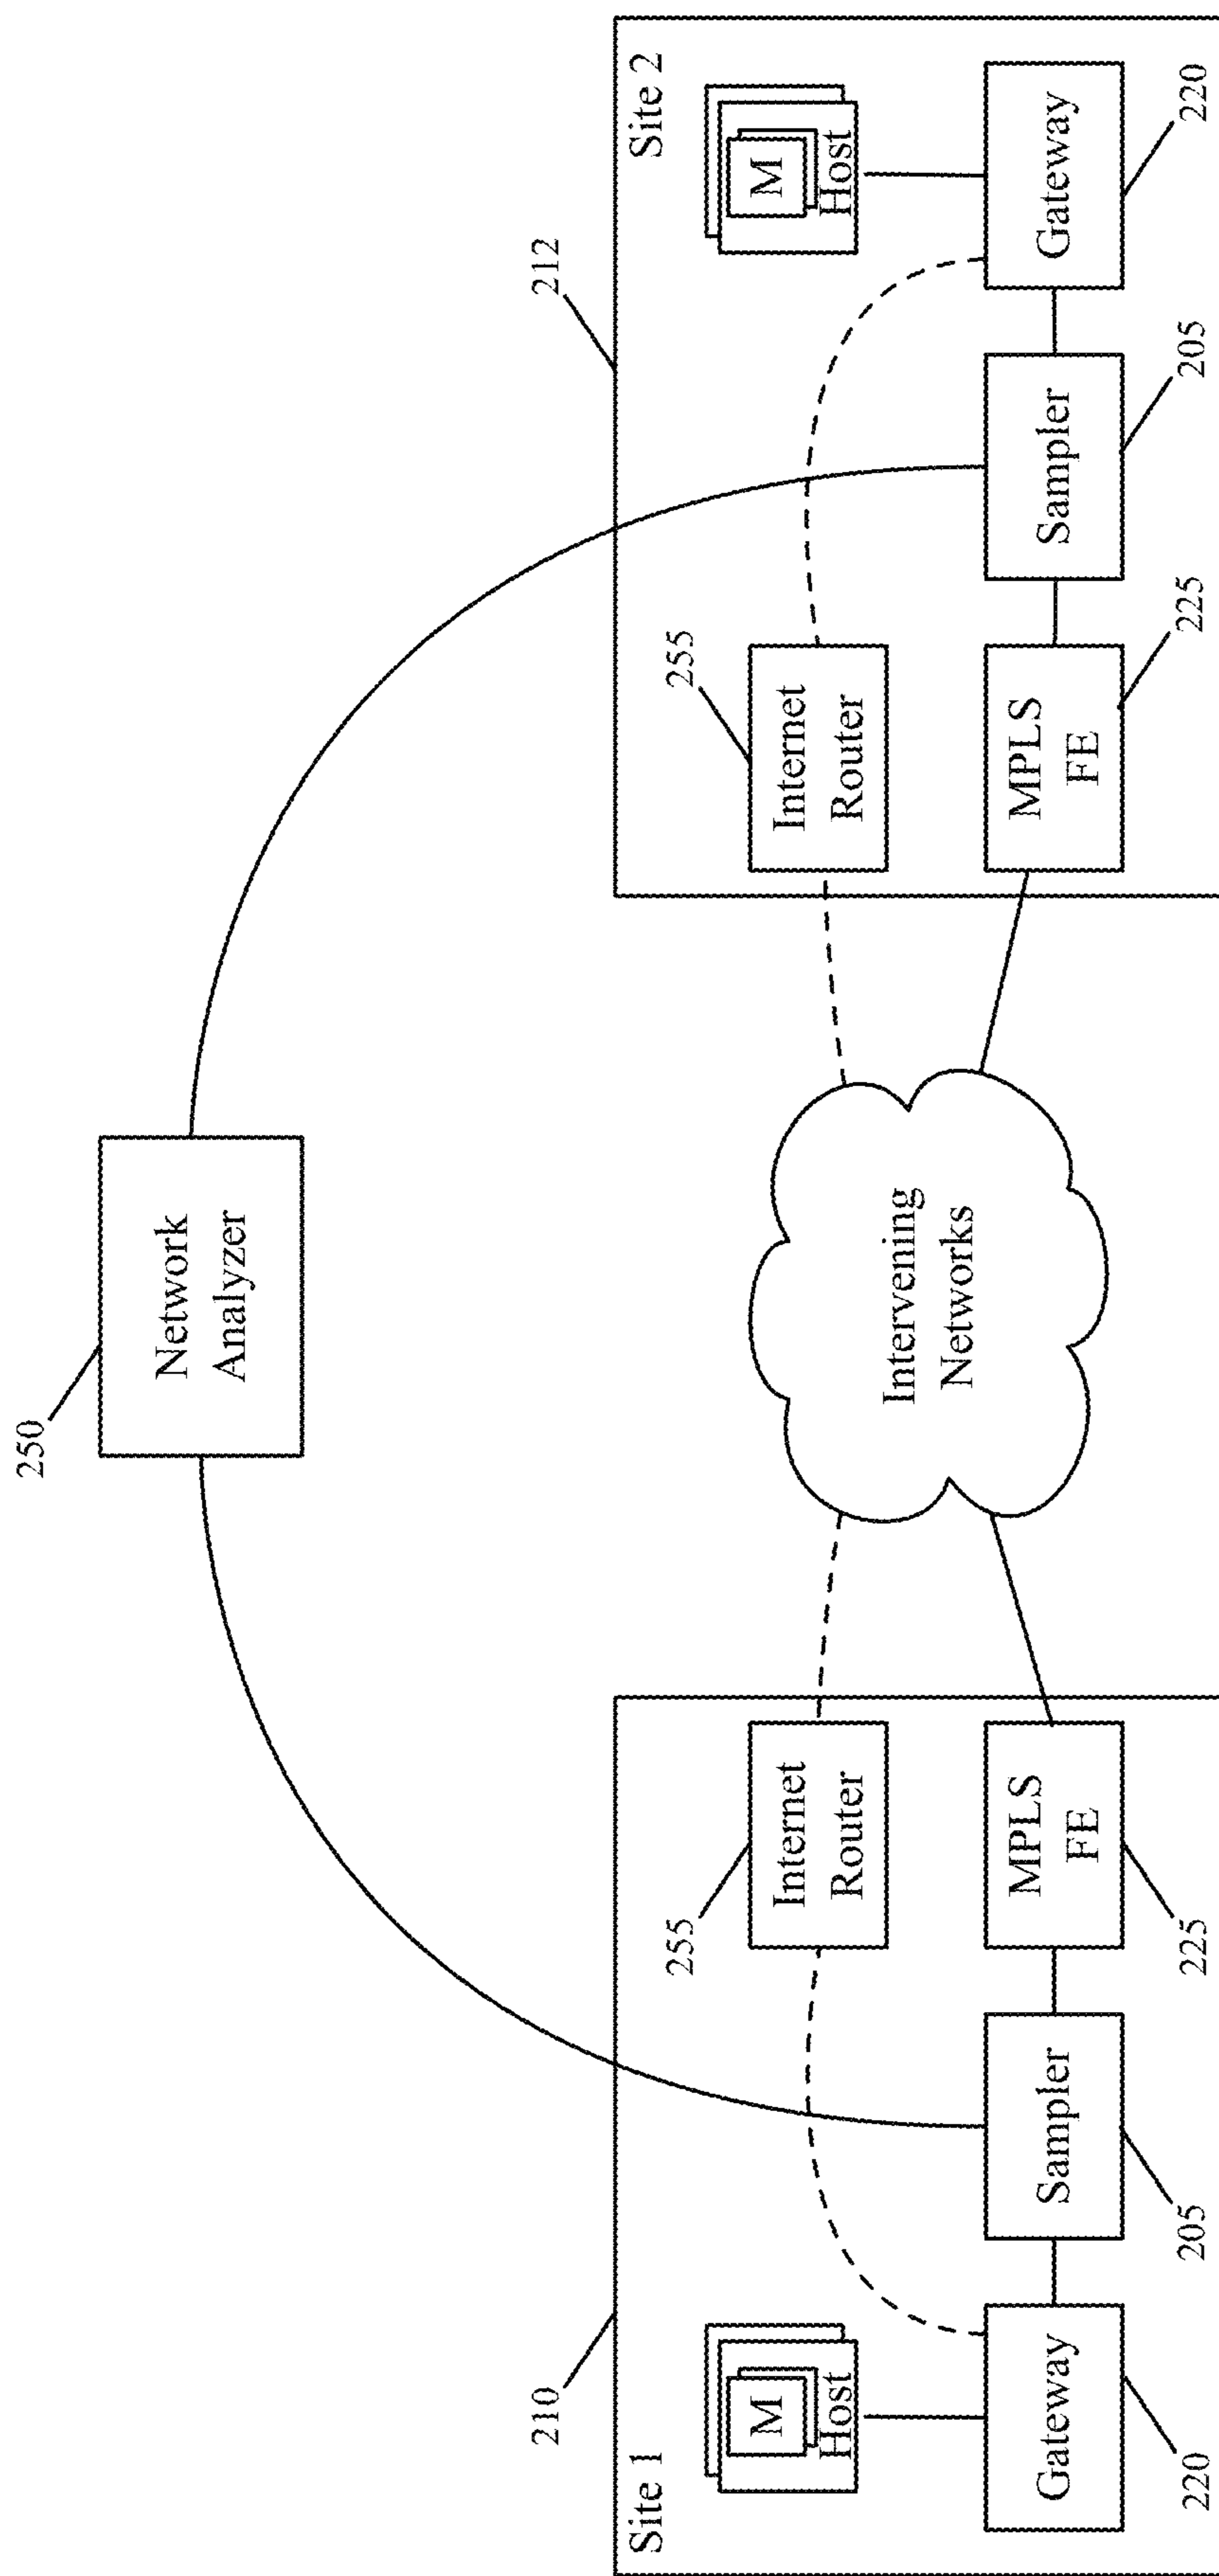 250
Network
Analyzer
210
212
Site 1
Site 2
M
Host
M
Host
255
Internet
Router
255
Internet
Router
Intervening
Networks
Gateway
Sampler
MPLS
FE
MPLS
FE
Sampler
Gateway
220
205
225
225
205
220